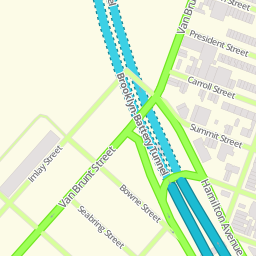 el
Van Brunt
President Street
Carroll Street
Brooklyn-Battery Tunnel
Summit Street
Imlay Street
Van Brunt Street
Bowne Street
Hamilton Avenue
Seabring Street